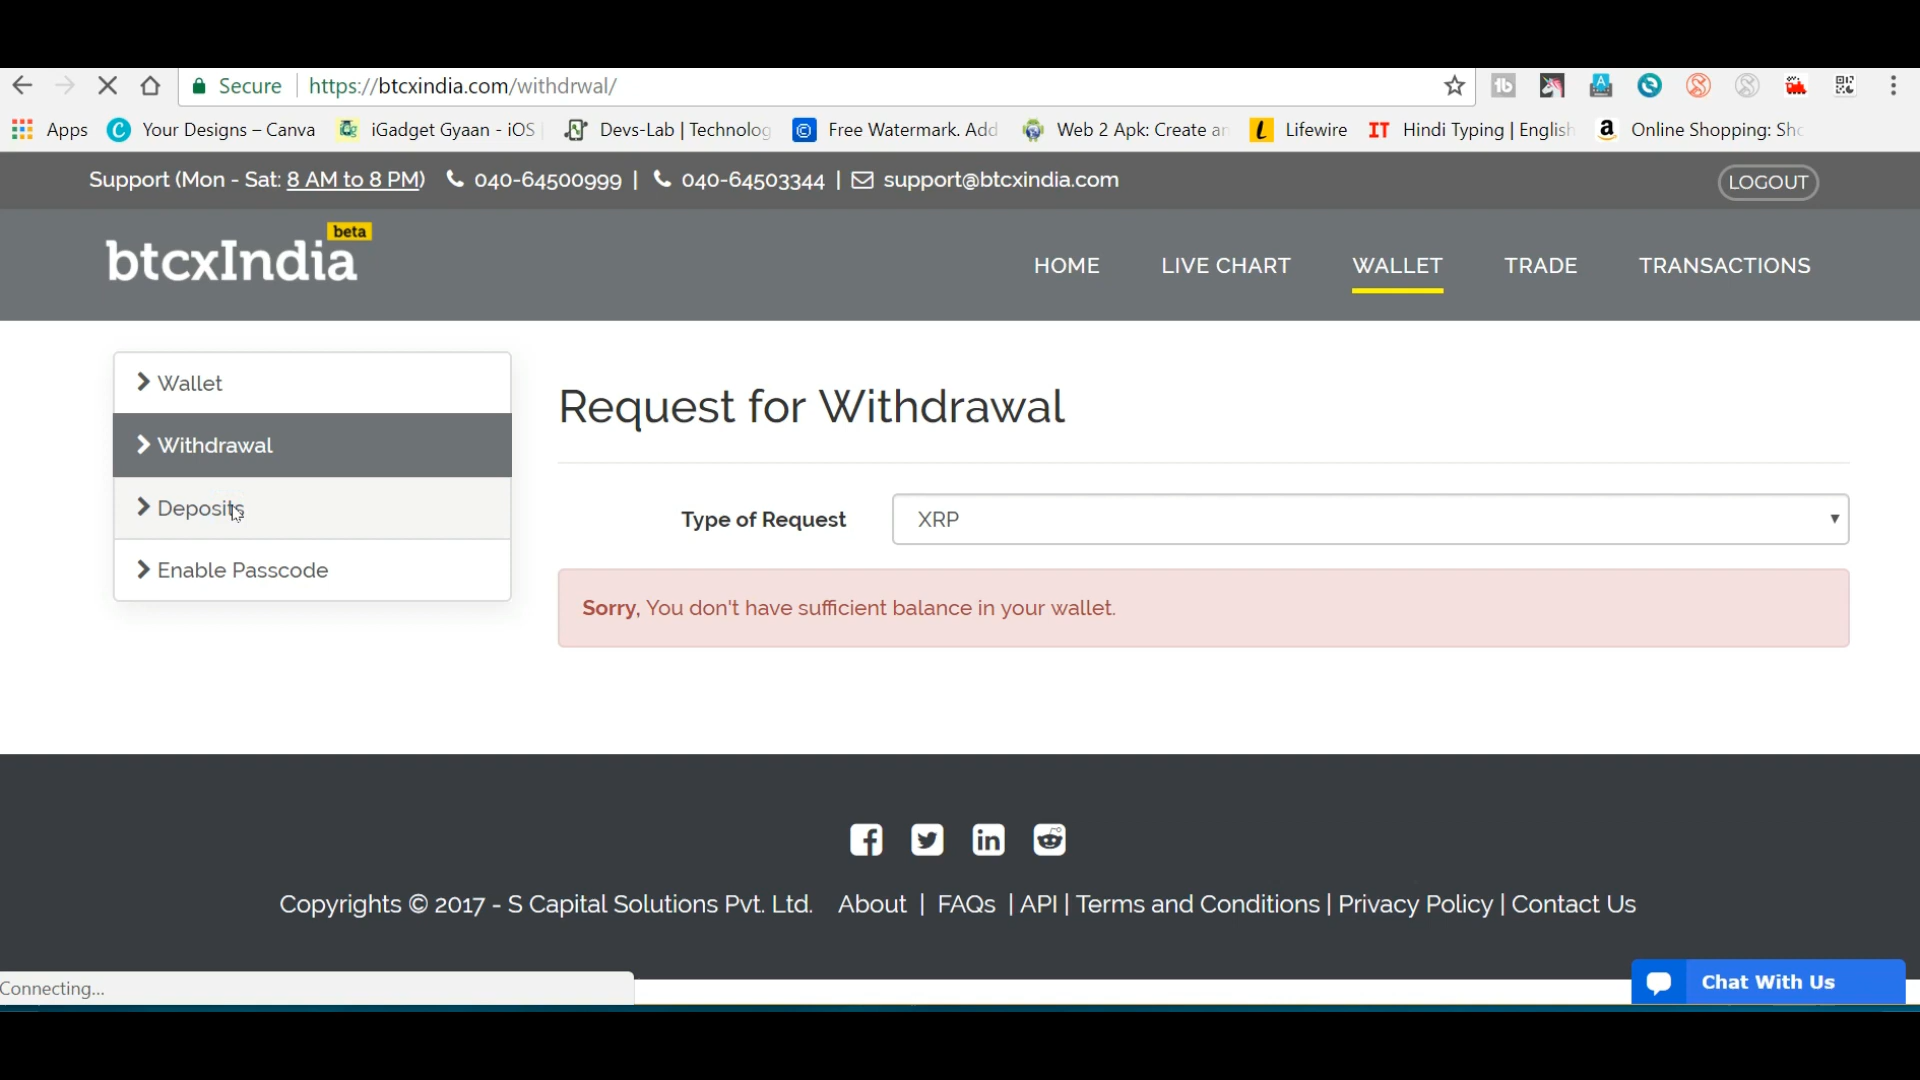 Secure https://btcxindia.com/withdrwal/
Apps Your Designs – Canva iGadget Gyaan - iOS Devs-Lab | Technolog Free Watermark. Add Web 2 Apk: Create an Lifewire IT Hindi Typing | English Online Shopping: Sho
Support (Mon - Sat: 8 AM to 8 PM) 040-64500999 | 040-64503344 | support@btcxindia.com LOGOUT
beta
btcxIndia
HOME LIVE CHART WALLET TRADE TRANSACTIONS
Wallet
Withdrawal
Deposits
Enable Passcode
Request for Withdrawal
Type of Request XRP
Sorry, You don't have sufficient balance in your wallet.
Copyrights © 2017 - S Capital Solutions Pvt. Ltd. About | FAQs | API | Terms and Conditions | Privacy Policy | Contact Us
Connecting...
Chat With Us